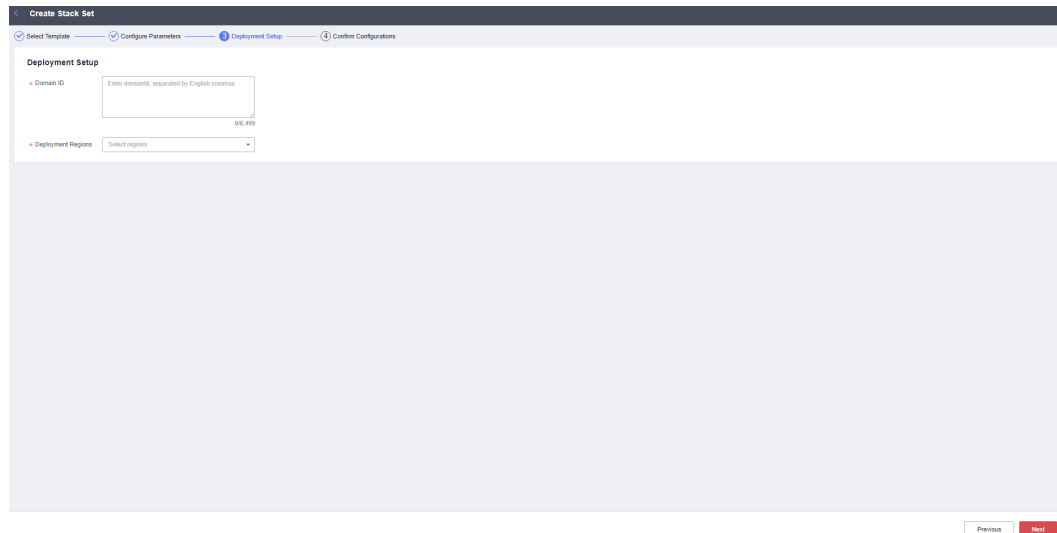 Create Stack Set
Select Template Configure Parameters 3 Deployment Setup 4 Confirm Configurations
Deployment Setup
* Domain ID Enter domainId, separated by English commas
0/6,499
* Deployment Regions Select regions
Previous Next